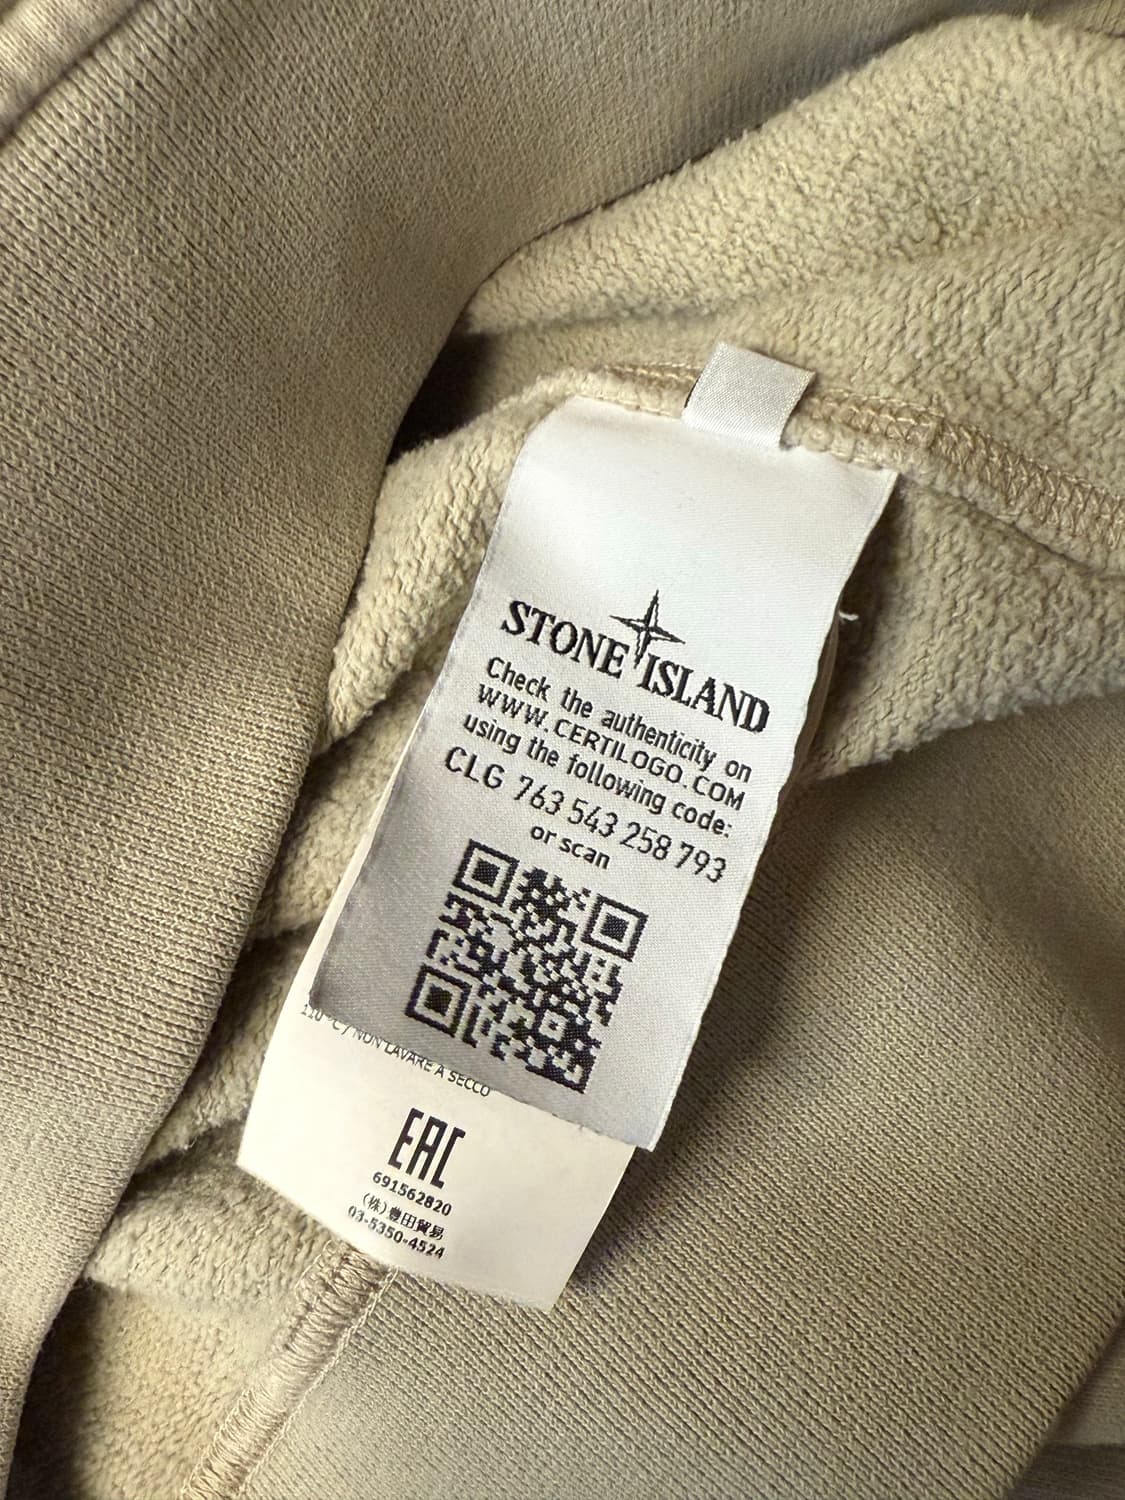 STONE ISLAND
Check the authenticity on
WWW.CERTILOGO.COM
using the following code:
CLG 763 543 258 793
or scan
110 °C / NON LAVARE A SECCO
EAC
691562820
(株)豊田貿易
03-5350-4524